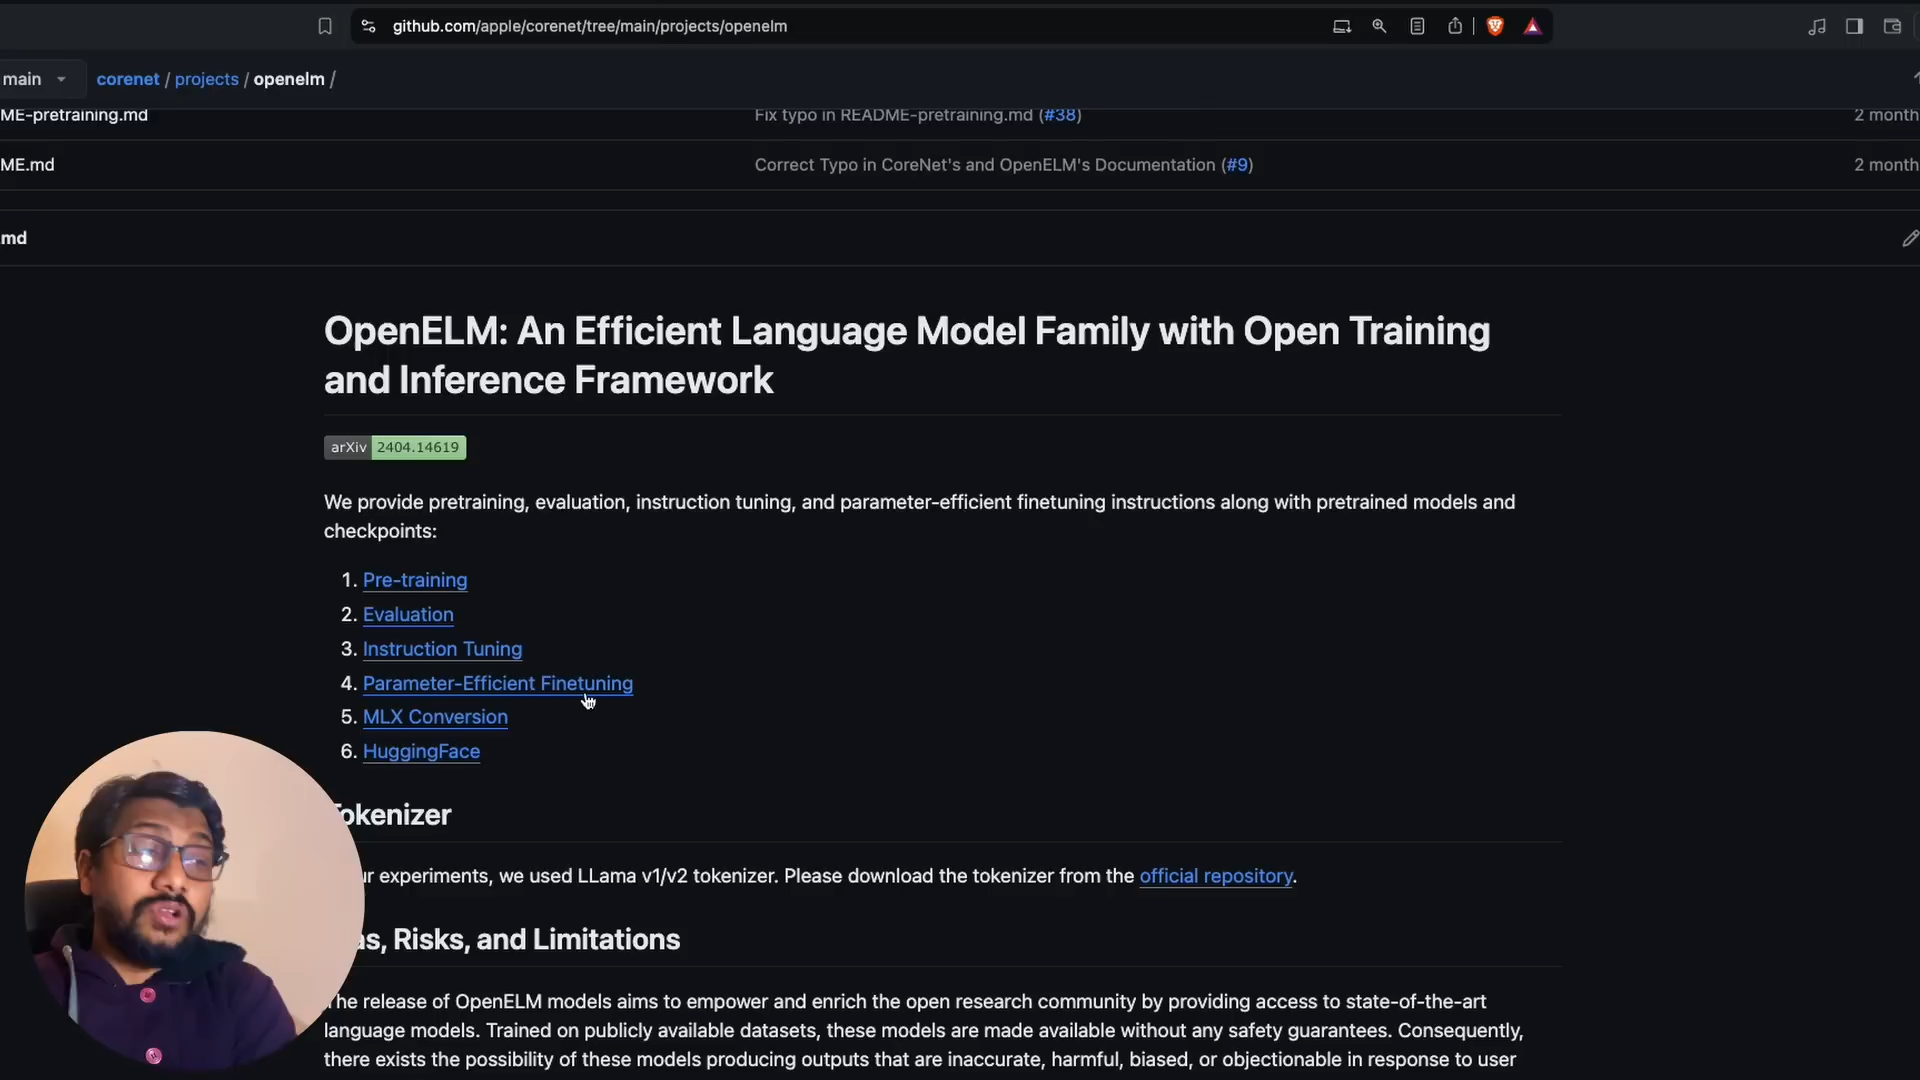 github.com/apple/corenet/tree/main/projects/openelm
main corenet / projects / openelm /
ME-pretraining.md Fix typo in README-pretraining.md (#38) 2 month
ME.md Correct Typo in CoreNet's and OpenELM's Documentation (#9) 2 month
.md
OpenELM: An Efficient Language Model Family with Open Training
and Inference Framework
arXiv 2404.14619
We provide pretraining, evaluation, instruction tuning, and parameter-efficient finetuning instructions along with pretrained models and
checkpoints:
1. Pre-training
2. Evaluation
3. Instruction Tuning
4. Parameter-Efficient Finetuning
5. MLX Conversion
6. HuggingFace
Tokenizer
ur experiments, we used LLama v1/v2 tokenizer. Please download the tokenizer from the official repository.
as, Risks, and Limitations
The release of OpenELM models aims to empower and enrich the open research community by providing access to state-of-the-art
language models. Trained on publicly available datasets, these models are made available without any safety guarantees. Consequently,
there exists the possibility of these models producing outputs that are inaccurate, harmful, biased, or objectionable in response to user